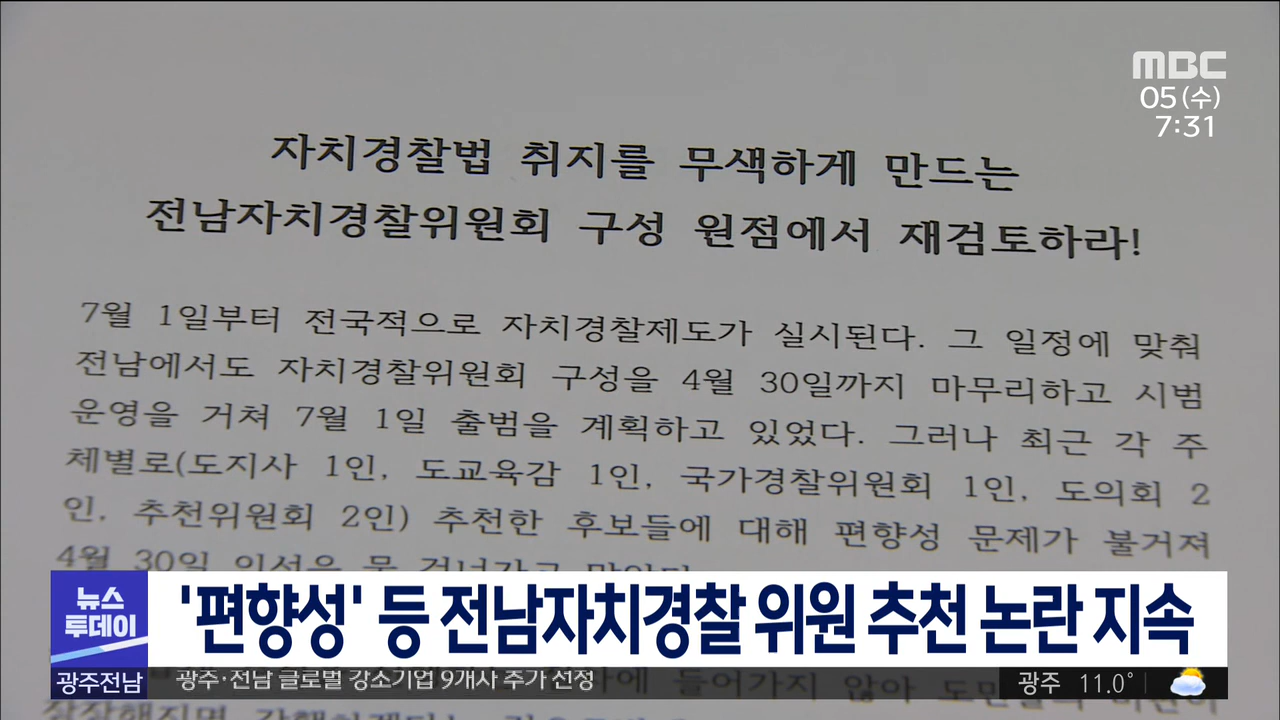 MBC
05(수)
7:31
자치경찰법 취지를 무색하게 만드는
전남자치경찰위원회 구성 원점에서 재검토하라!
7월 1일부터 전국적으로 자치경찰제도가 실시된다. 그 일정에 맞춰
전남에서도 자치경찰위원회 구성을 4월 30일까지 마무리하고 시범
운영을 거쳐 7월 1일 출범을 계획하고 있었다. 그러나 최근 각 주
체별로(도지사 1인, 도교육감 1인, 국가경찰위원회 1인, 도의회 2
인, 추천위원회 2인) 추천한 후보들에 대해 편향성 문제가 불거져
4월 30일
뉴스
투데이
'편향성' 등 전남자치경찰 위원 추천 논란 지속
광주전남
광주·전남 글로벌 강소기업 9개사 추가 선정
들어가지 않아
광주 11.0°